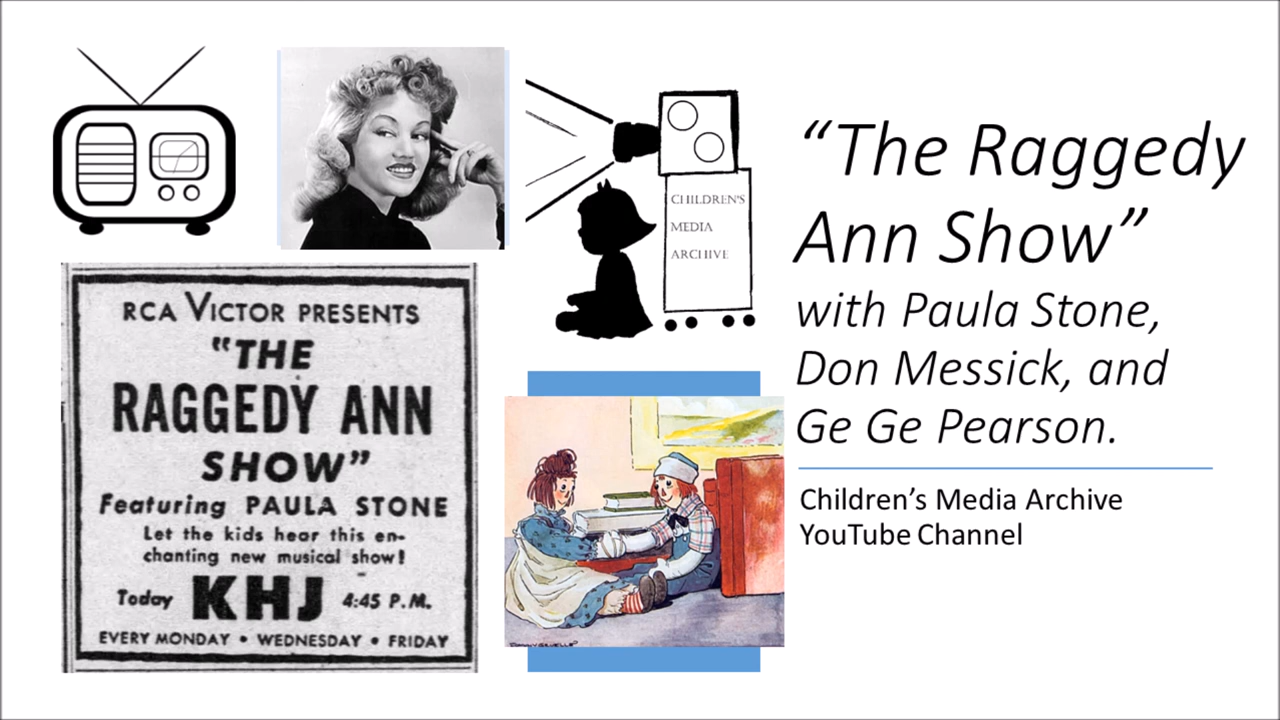 CHILDREN'S
MEDIA
ARCHIVE
"The Raggedy
Ann Show"
with Paula Stone,
Don Messick, and
Ge Ge Pearson.
Children's Media Archive
YouTube Channel
RCA VICTOR PRESENTS
"THE
RAGGEDY ANN
SHOW"
Featuring PAULA STONE
Let the kids hear this en-
chanting new musical show!
Today KHJ 4:45 P.M.
EVERY MONDAY • WEDNESDAY • FRIDAY